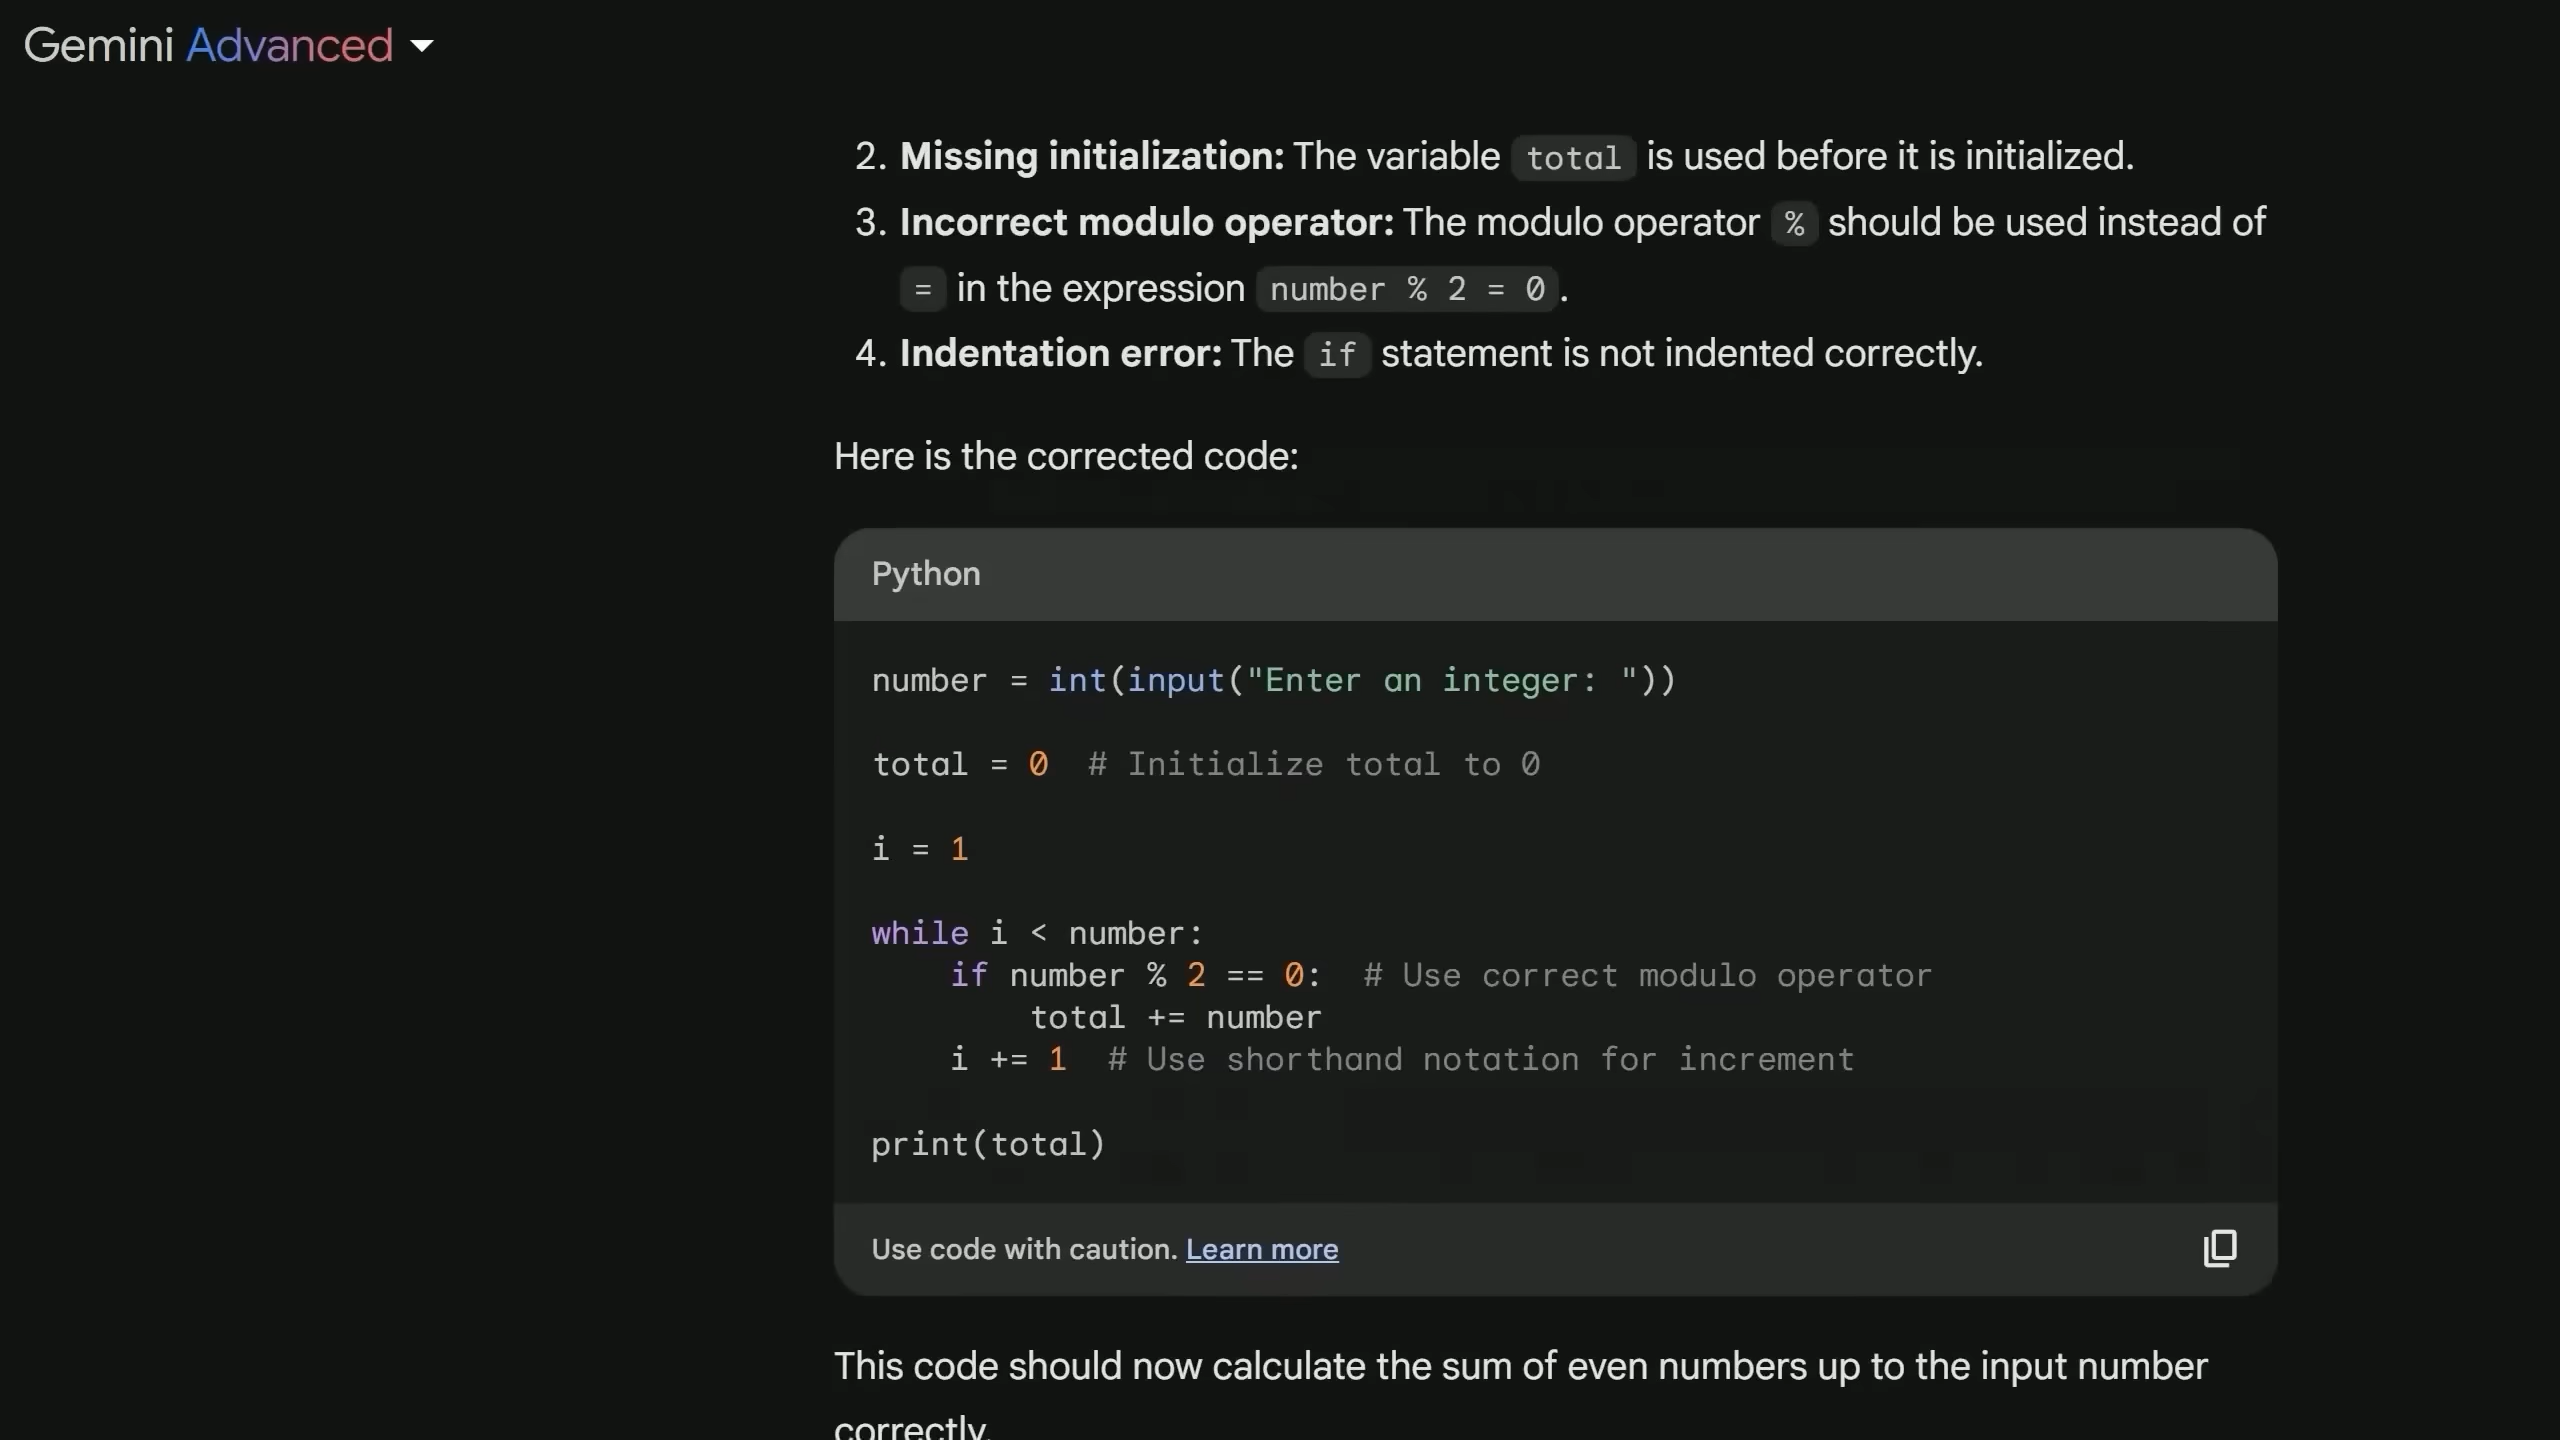 Gemini Advanced
2. Missing initialization: The variable total is used before it is initialized.
3. Incorrect modulo operator: The modulo operator % should be used instead of
= in the expression number % 2 = 0.
4. Indentation error: The if statement is not indented correctly.
Here is the corrected code:
Python
number = int(input("Enter an integer: "))
total = 0  # Initialize total to 0
i = 1
while i < number:
    if number % 2 == 0:  # Use correct modulo operator
        total += number
    i += 1  # Use shorthand notation for increment
print(total)
Use code with caution. Learn more
This code should now calculate the sum of even numbers up to the input number
correctly.